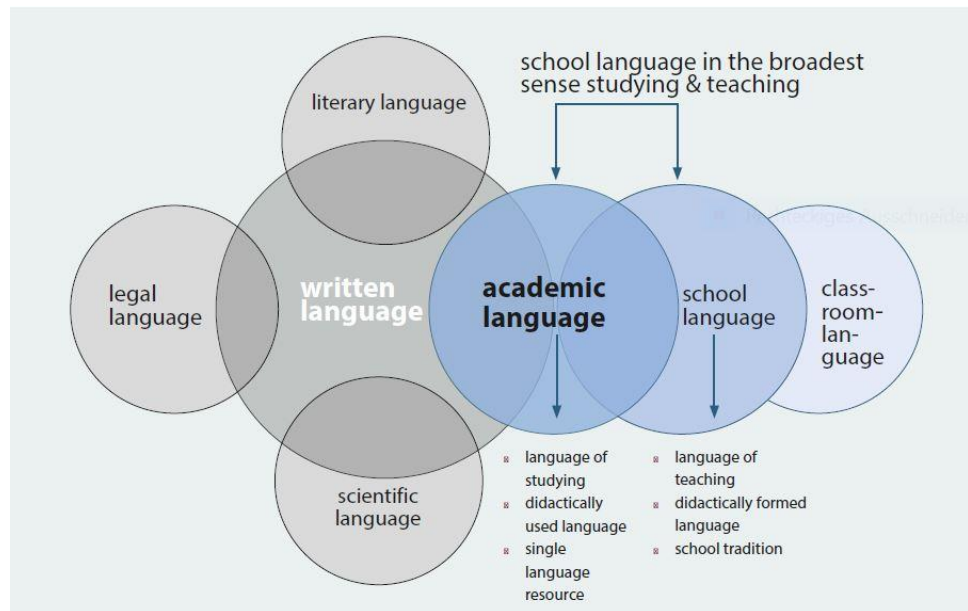 school language in the broadest
sense studying & teaching
literary language
legal
language
written
language
academic
language
school
language
class-
room-
lan-
guage
scientific
language
language of
studying
didactically
used language
single
language
resource
language of
teaching
didactically formed
language
school tradition